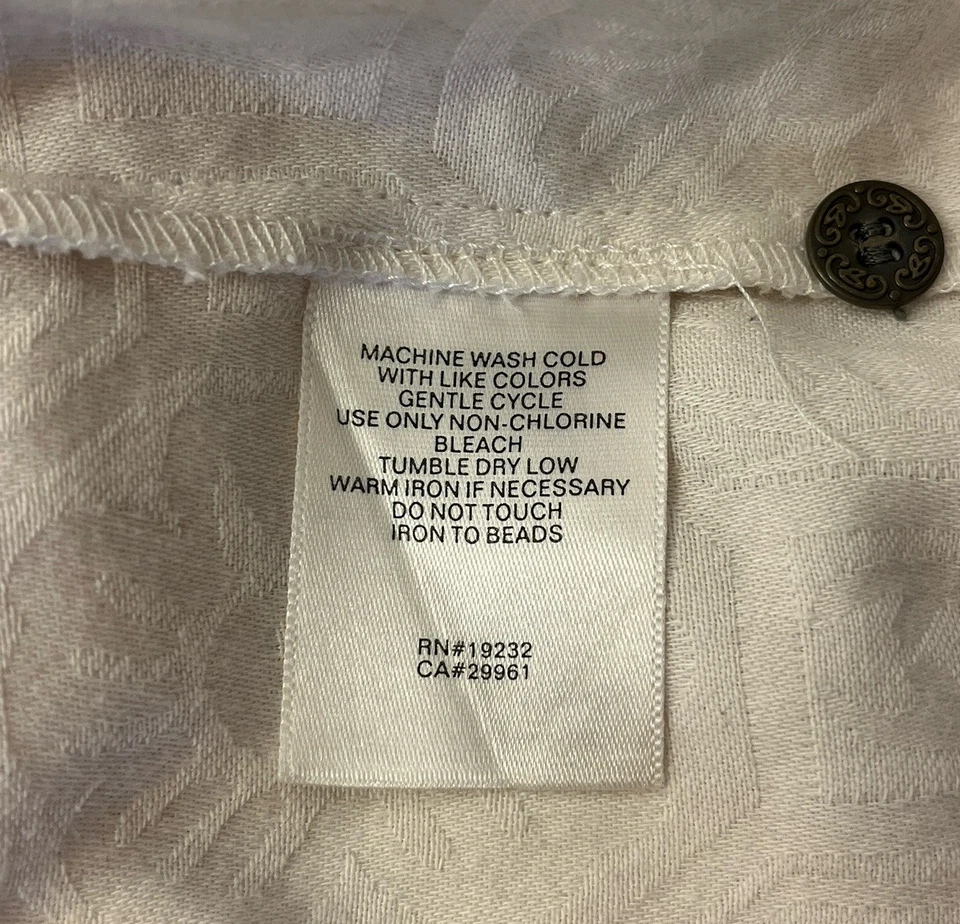 MACHINE WASH COLD
WITH LIKE COLORS
GENTLE CYCLE
USE ONLY NON-CHLORINE
BLEACH
TUMBLE DRY LOW
WARM IRON IF NECESSARY
DO NOT TOUCH
IRON TO BEADS
RN#19232
CA#29961